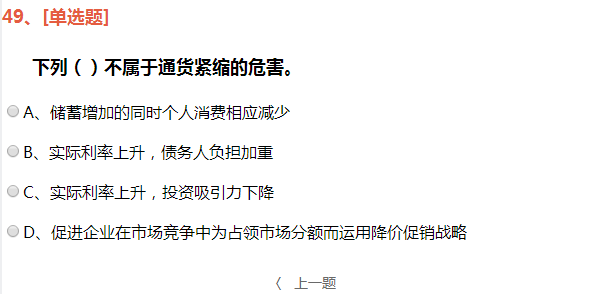 49、[单选题]
下列（ ）不属于通货紧缩的危害。
A、储蓄增加的同时个人消费相应减少
B、实际利率上升，债务人负担加重
C、实际利率上升，投资吸引力下降
D、促进企业在市场竞争中为占领市场分额而运用降价促销战略
〈 上一题